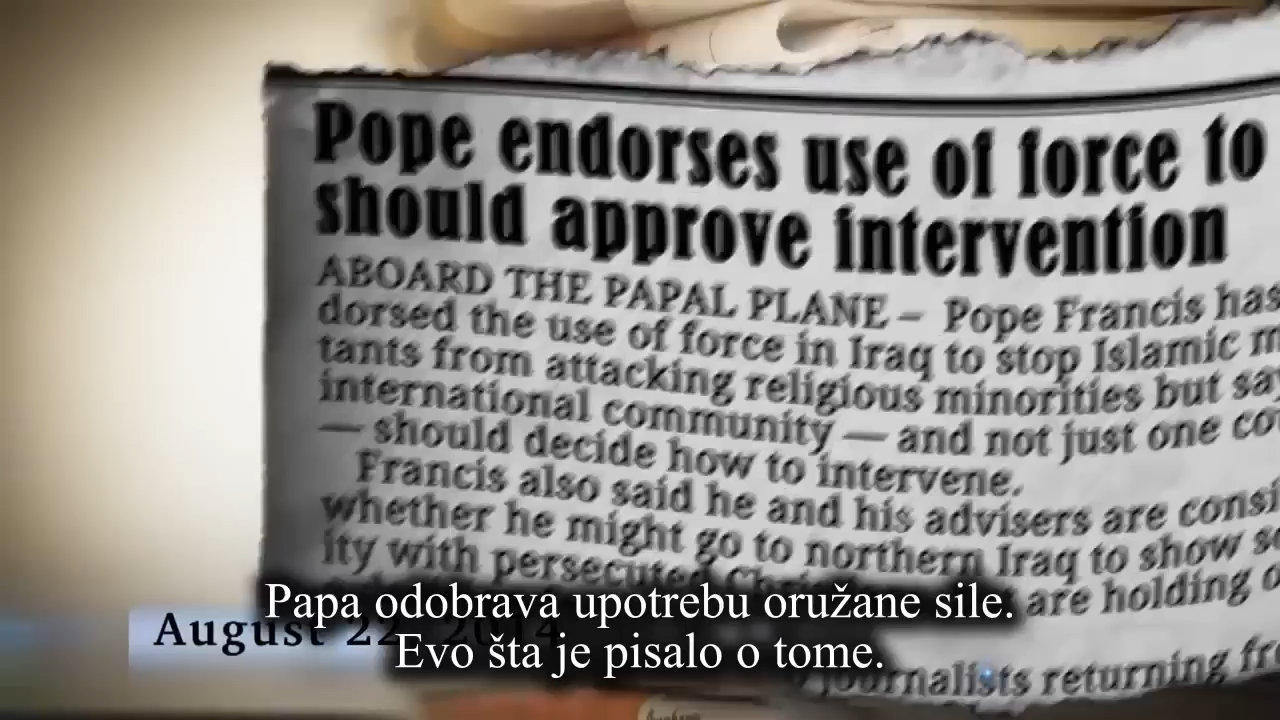 Pope endorses use of force to
should approve intervention
ABOARD THE PAPAL PLANE – Pope Francis has
dorsed the use of force in Iraq to stop Islamic m
tants from attacking religious minorities but say
international community — and not just one co
— should decide how to intervene.
Francis also said he and his advisers are consi
whether he might go to northern Iraq to show so
ity with persecuted
are holding
August 22, 2014
Papa odobrava upotrebu oružane sile.
Evo šta je pisalo o tome.
journalists returning fro